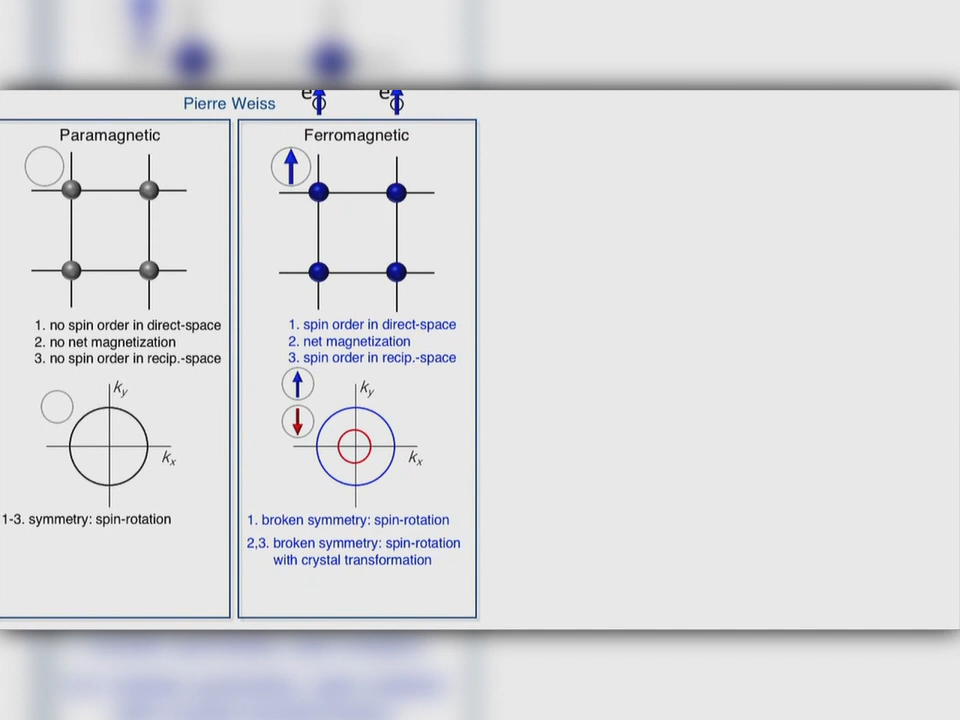 Pierre Weiss
e
e
Paramagnetic
1. no spin order in direct-space
2. no net magnetization
3. no spin order in recip.-space
ky
kx
1-3. symmetry: spin-rotation
Ferromagnetic
1. spin order in direct-space
2. net magnetization
3. spin order in recip.-space
ky
kx
1. broken symmetry: spin-rotation
2,3. broken symmetry: spin-rotation
with crystal transformation